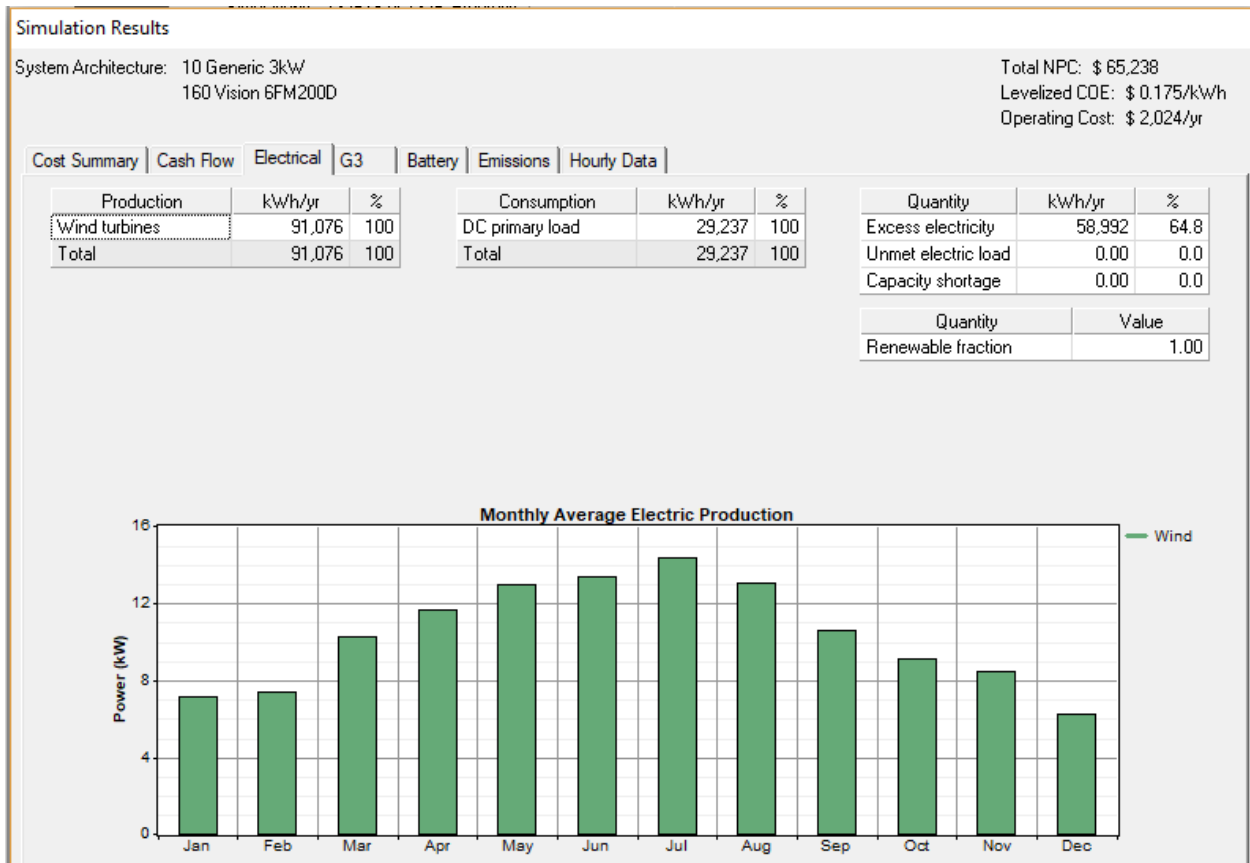 Simulation Results
System Architecture: 10 Generic 3kW
160 Vision 6FM200D
Total NPC: $ 65,238
Levelized COE: $ 0.175/kWh
Operating Cost: $ 2,024/yr
Cost Summary Cash Flow Electrical G3 Battery Emissions Hourly Data
Production kWh/yr %
Wind turbines 91,076 100
Total 91,076 100
Consumption kWh/yr %
DC primary load 29,237 100
Total 29,237 100
Quantity kWh/yr %
Excess electricity 58,992 64.8
Unmet electric load 0.00 0.0
Capacity shortage 0.00 0.0
Quantity Value
Renewable fraction 1.00
Monthly Average Electric Production
Power (kW)
16
12
8
4
0
Jan Feb Mar Apr May Jun Jul Aug Sep Oct Nov Dec
Wind